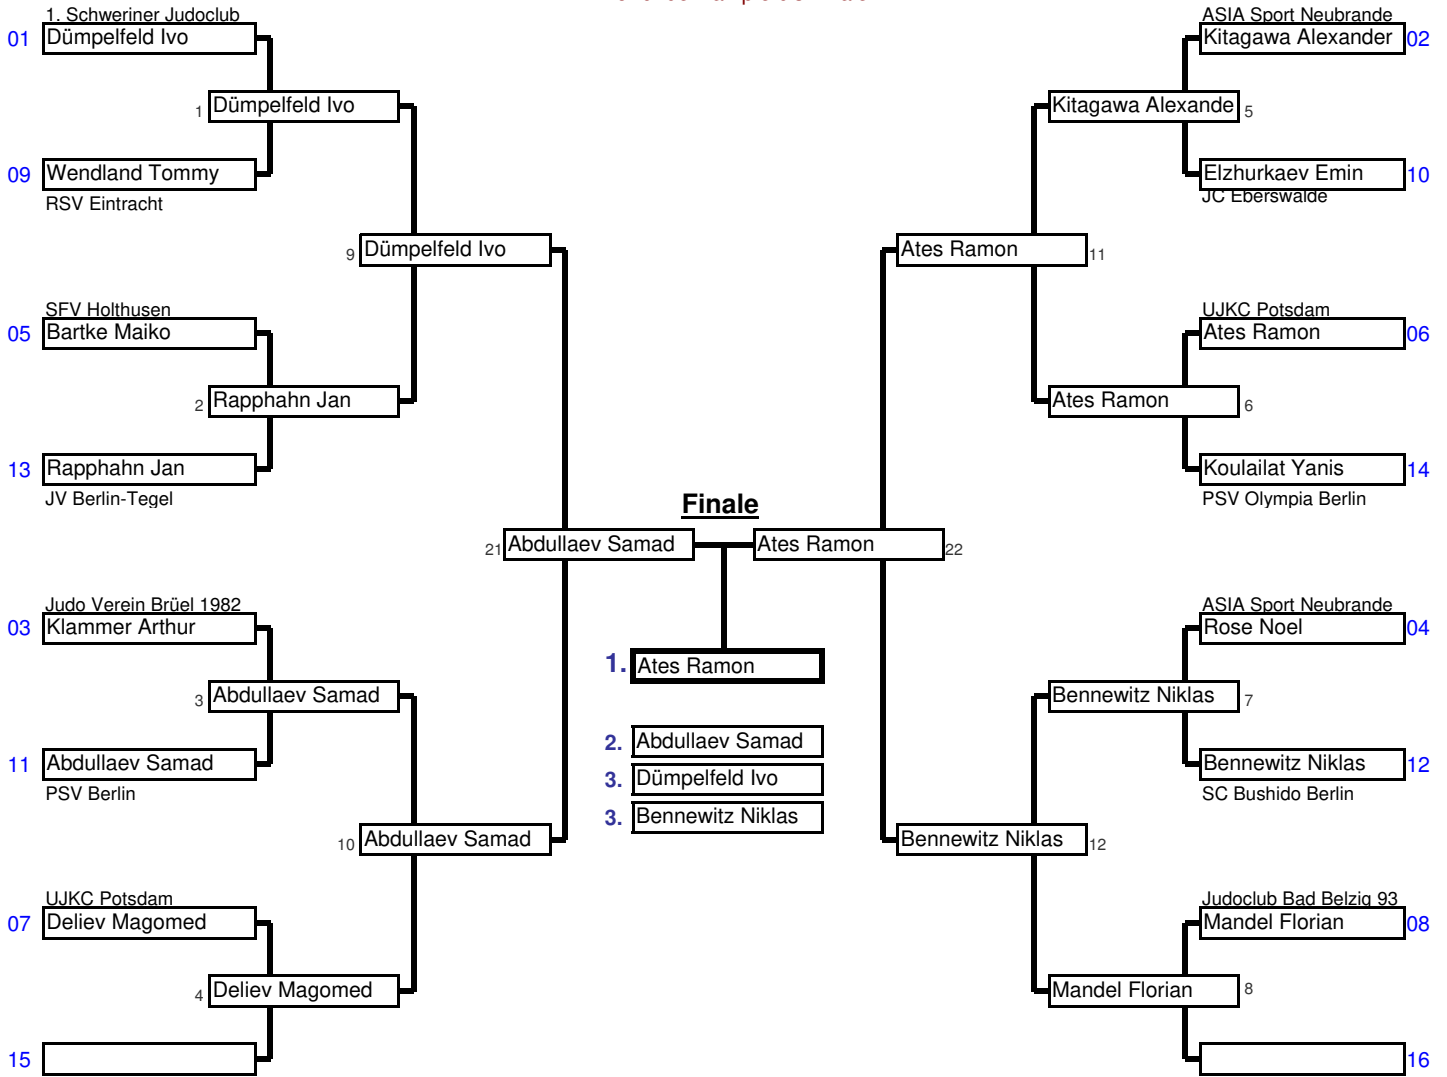 1. Schweriner Judoclub
01 Dümpelfeld Ivo
1 Dümpelfeld Ivo
09 Wendland Tommy
RSV Eintracht
9 Dümpelfeld Ivo
SFV Holthusen
05 Bartke Maiko
2 Rapphahn Jan
13 Rapphahn Jan
JV Berlin-Tegel
21 Abdullaev Samad
Judo Verein Brüel 1982
03 Klammer Arthur
3 Abdullaev Samad
11 Abdullaev Samad
PSV Berlin
10 Abdullaev Samad
UJKC Potsdam
07 Deliev Magomed
4 Deliev Magomed
15
Finale
1. Ates Ramon
2. Abdullaev Samad
3. Dümpelfeld Ivo
3. Bennewitz Niklas
ASIA Sport Neubrande
Kitagawa Alexander 02
Kitagawa Alexande 5
Elzhurkaev Emin 10
JC Eberswalde
Ates Ramon 11
UJKC Potsdam
Ates Ramon 06
Ates Ramon 6
Koulailat Yanis 14
PSV Olympia Berlin
Ates Ramon 22
ASIA Sport Neubrande
Rose Noel 04
Bennewitz Niklas 7
Bennewitz Niklas 12
SC Bushido Berlin
Bennewitz Niklas 12
Judoclub Bad Belzig 93
Mandel Florian 08
Mandel Florian 8
16